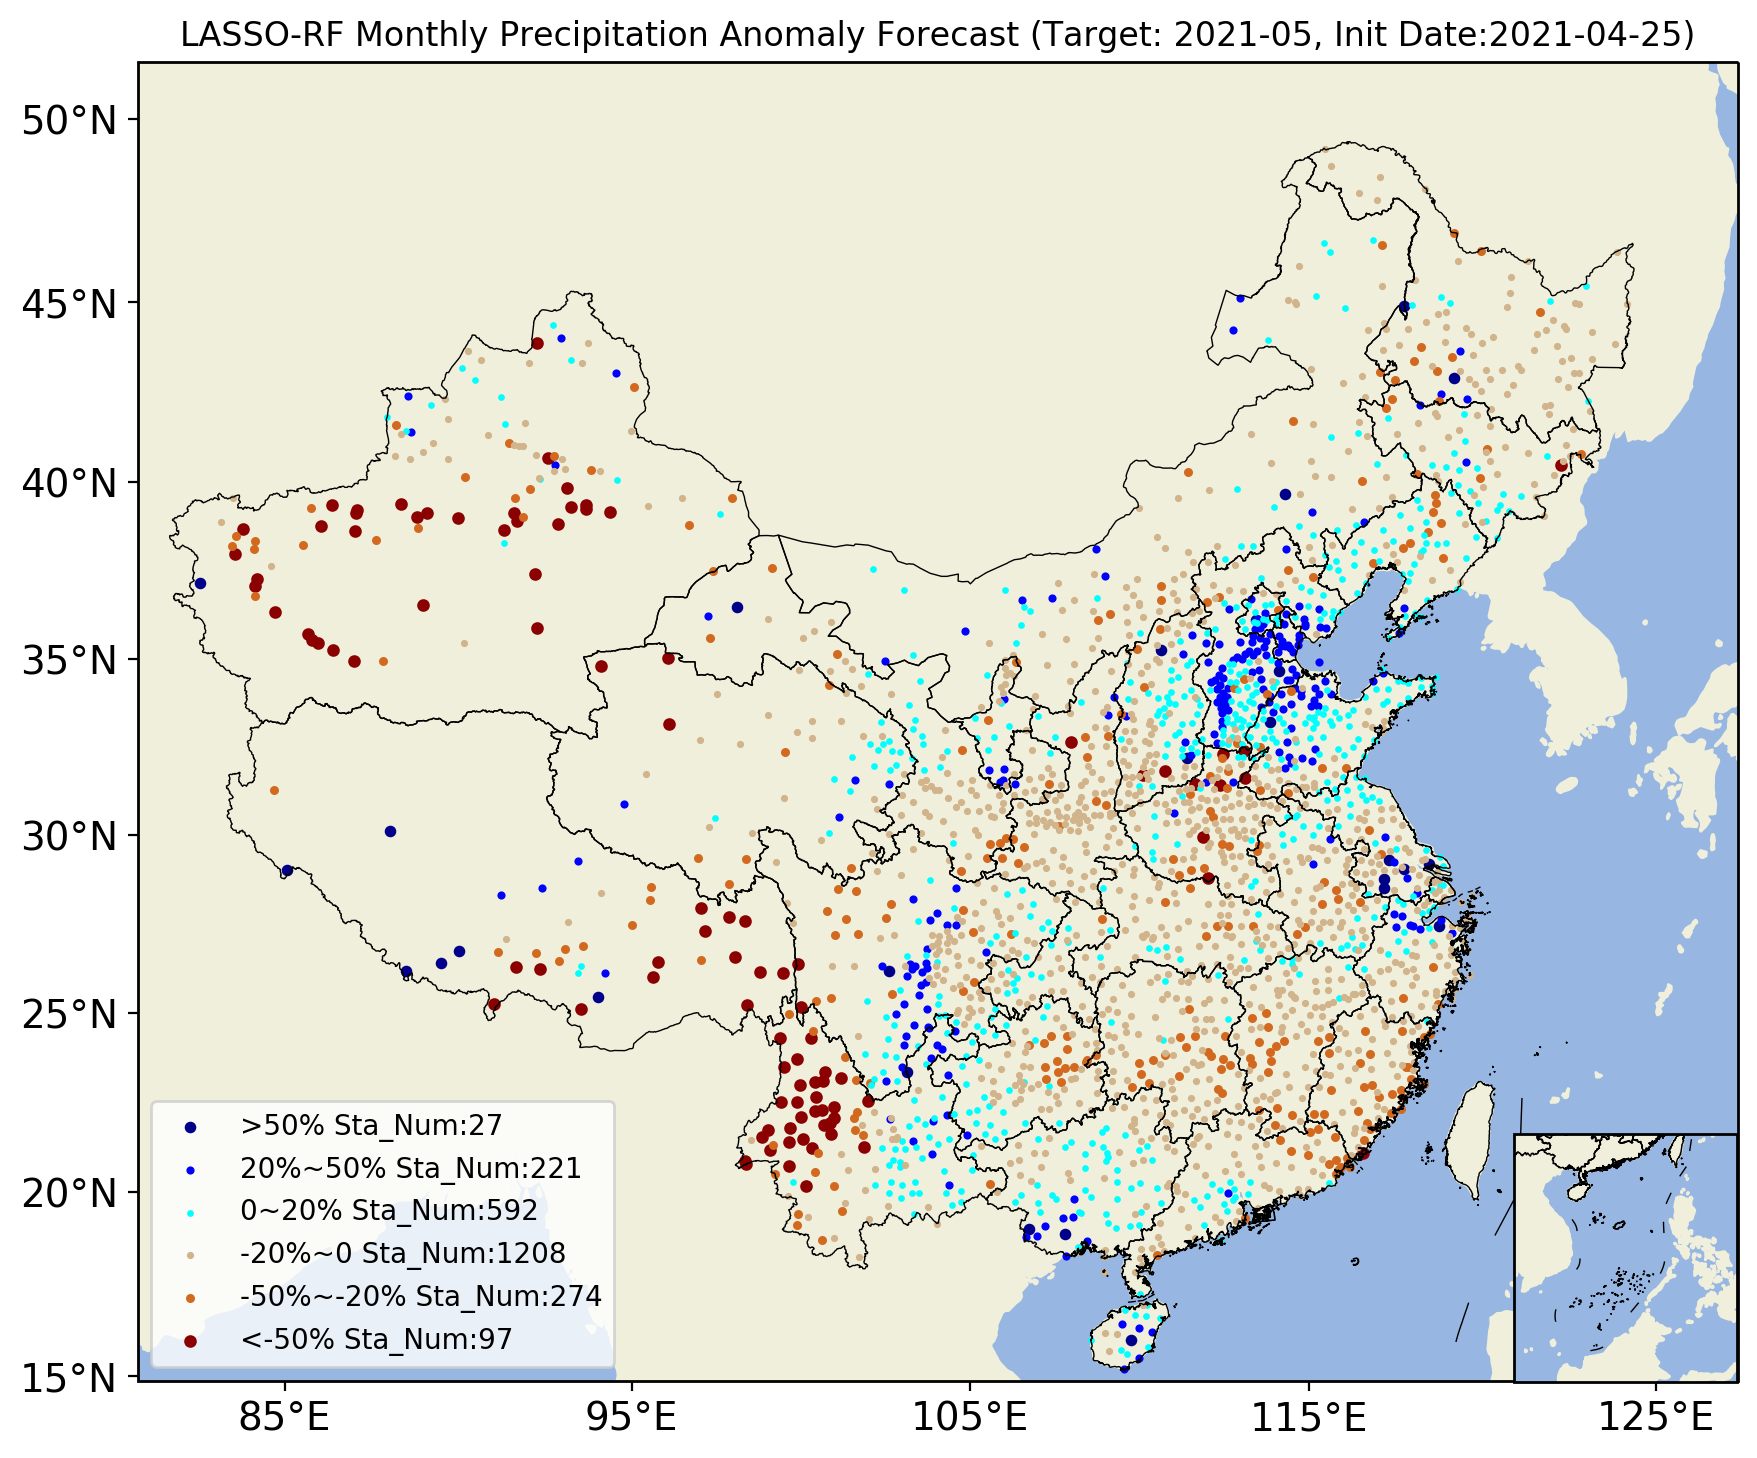 LASSO-RF Monthly Precipitation Anomaly Forecast (Target: 2021-05, Init Date:2021-04-25)
50°N
45°N
40°N
35°N
30°N
25°N
20°N
15°N
>50% Sta_Num:27
20%~50% Sta_Num:221
0~20% Sta_Num:592
-20%~0 Sta_Num:1208
-50%~-20% Sta_Num:274
<-50% Sta_Num:97
85°E
95°E
105°E
115°E
125°E